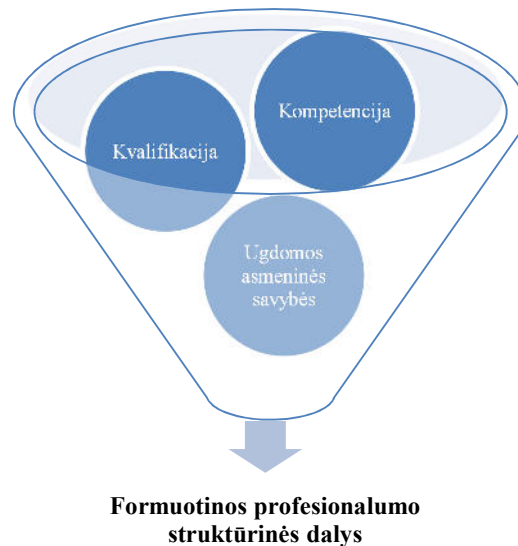 Kompetencija
Kvalifikacija
Ugdomos
asmeninės
savybės
Formuotinos profesionalumo
struktūrinės dalys